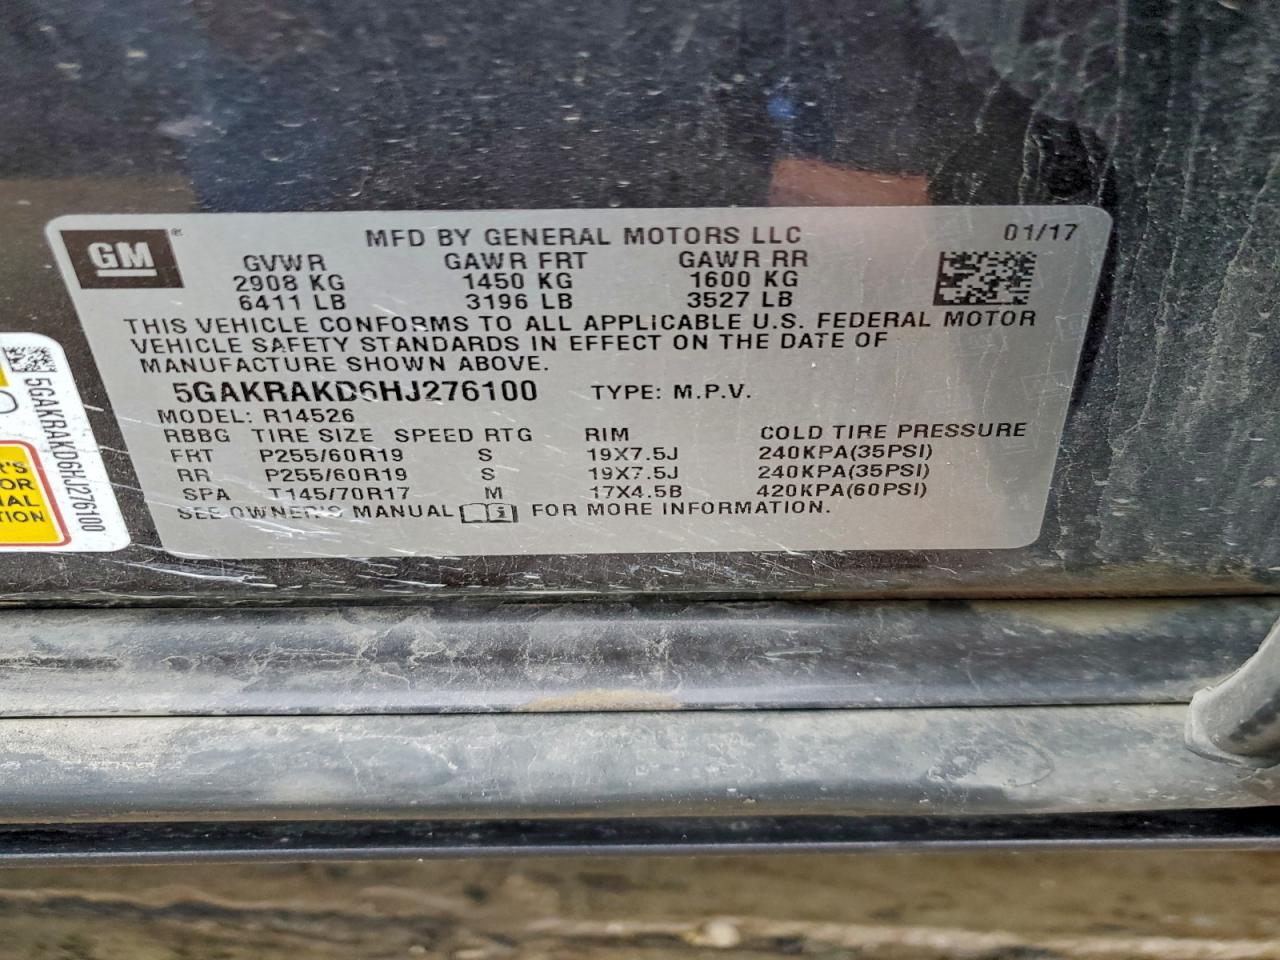 GM
®
MFD BY GENERAL MOTORS LLC 01/17
GVWR GAWR FRT GAWR RR
2908 KG 1450 KG 1600 KG
6411 LB 3196 LB 3527 LB
THIS VEHICLE CONFORMS TO ALL APPLICABLE U.S. FEDERAL MOTOR
VEHICLE SAFETY STANDARDS IN EFFECT ON THE DATE OF
MANUFACTURE SHOWN ABOVE.
5GAKRAKD6HJ276100 TYPE: M.P.V.
MODEL: R14526
RBBG TIRE SIZE SPEED RTG RIM COLD TIRE PRESSURE
FRT P255/60R19 S 19X7.5J 240KPA(35PSI)
RR P255/60R19 S 19X7.5J 240KPA(35PSI)
SPA T145/70R17 M 17X4.5B 420KPA(60PSI)
SEE OWNER'S MANUAL FOR MORE INFORMATION.
5GAKRAKD6HJ276100
R'S
OR
IAL
TION